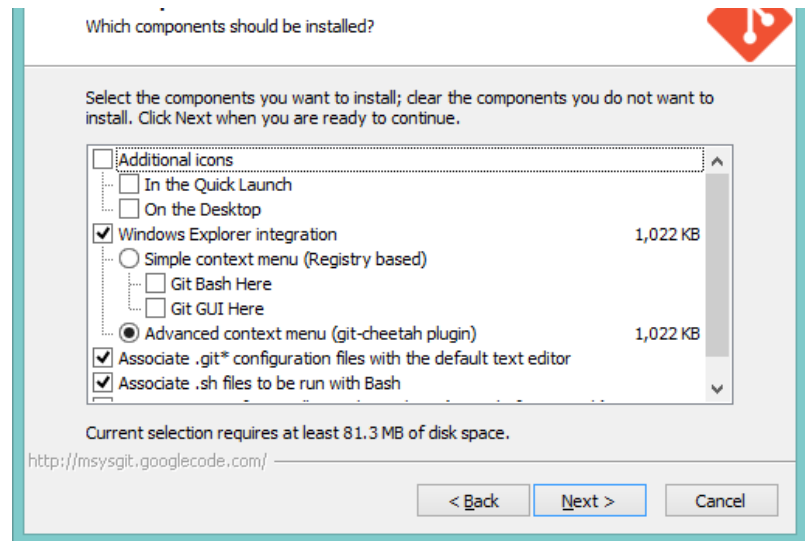 Which components should be installed?
Select the components you want to install; clear the components you do not want to
install. Click Next when you are ready to continue.
Additional icons
In the Quick Launch
On the Desktop
Windows Explorer integration 1,022 KB
Simple context menu (Registry based)
Git Bash Here
Git GUI Here
Advanced context menu (git-cheetah plugin) 1,022 KB
Associate .git* configuration files with the default text editor
Associate .sh files to be run with Bash
Current selection requires at least 81.3 MB of disk space.
http://msysgit.googlecode.com/
< Back Next > Cancel